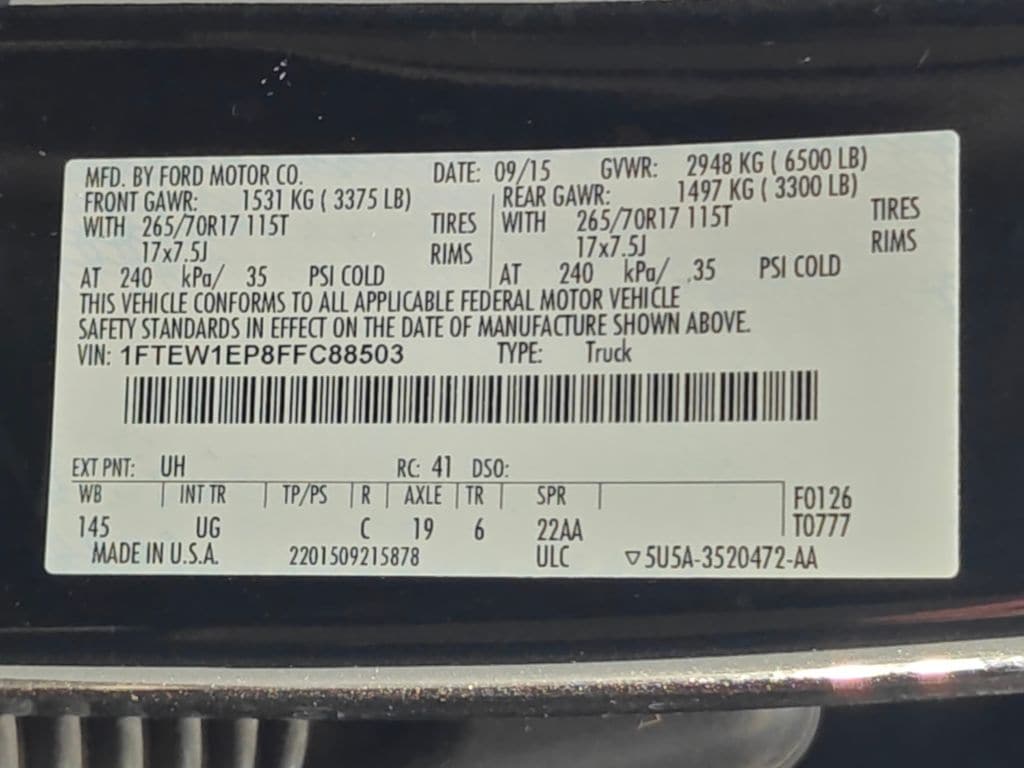 MFD. BY FORD MOTOR CO. DATE: 09/15 GVWR: 2948 KG ( 6500 LB)
FRONT GAWR: 1531 KG ( 3375 LB) REAR GAWR: 1497 KG ( 3300 LB)
WITH 265/70R17 115T TIRES WITH 265/70R17 115T TIRES
17x7.5J RIMS 17x7.5J RIMS
AT 240 kPa/ 35 PSI COLD AT 240 kPa/ 35 PSI COLD
THIS VEHICLE CONFORMS TO ALL APPLICABLE FEDERAL MOTOR VEHICLE
SAFETY STANDARDS IN EFFECT ON THE DATE OF MANUFACTURE SHOWN ABOVE.
VIN: 1FTEW1EP8FFC88503 TYPE: Truck
EXT PNT: UH RC: 41 DSO:
WB INT TR TP/PS R AXLE TR SPR F0126
145 UG C 19 6 22AA T0777
MADE IN U.S.A. 2201509215878 ULC ▽5U5A-3520472-AA